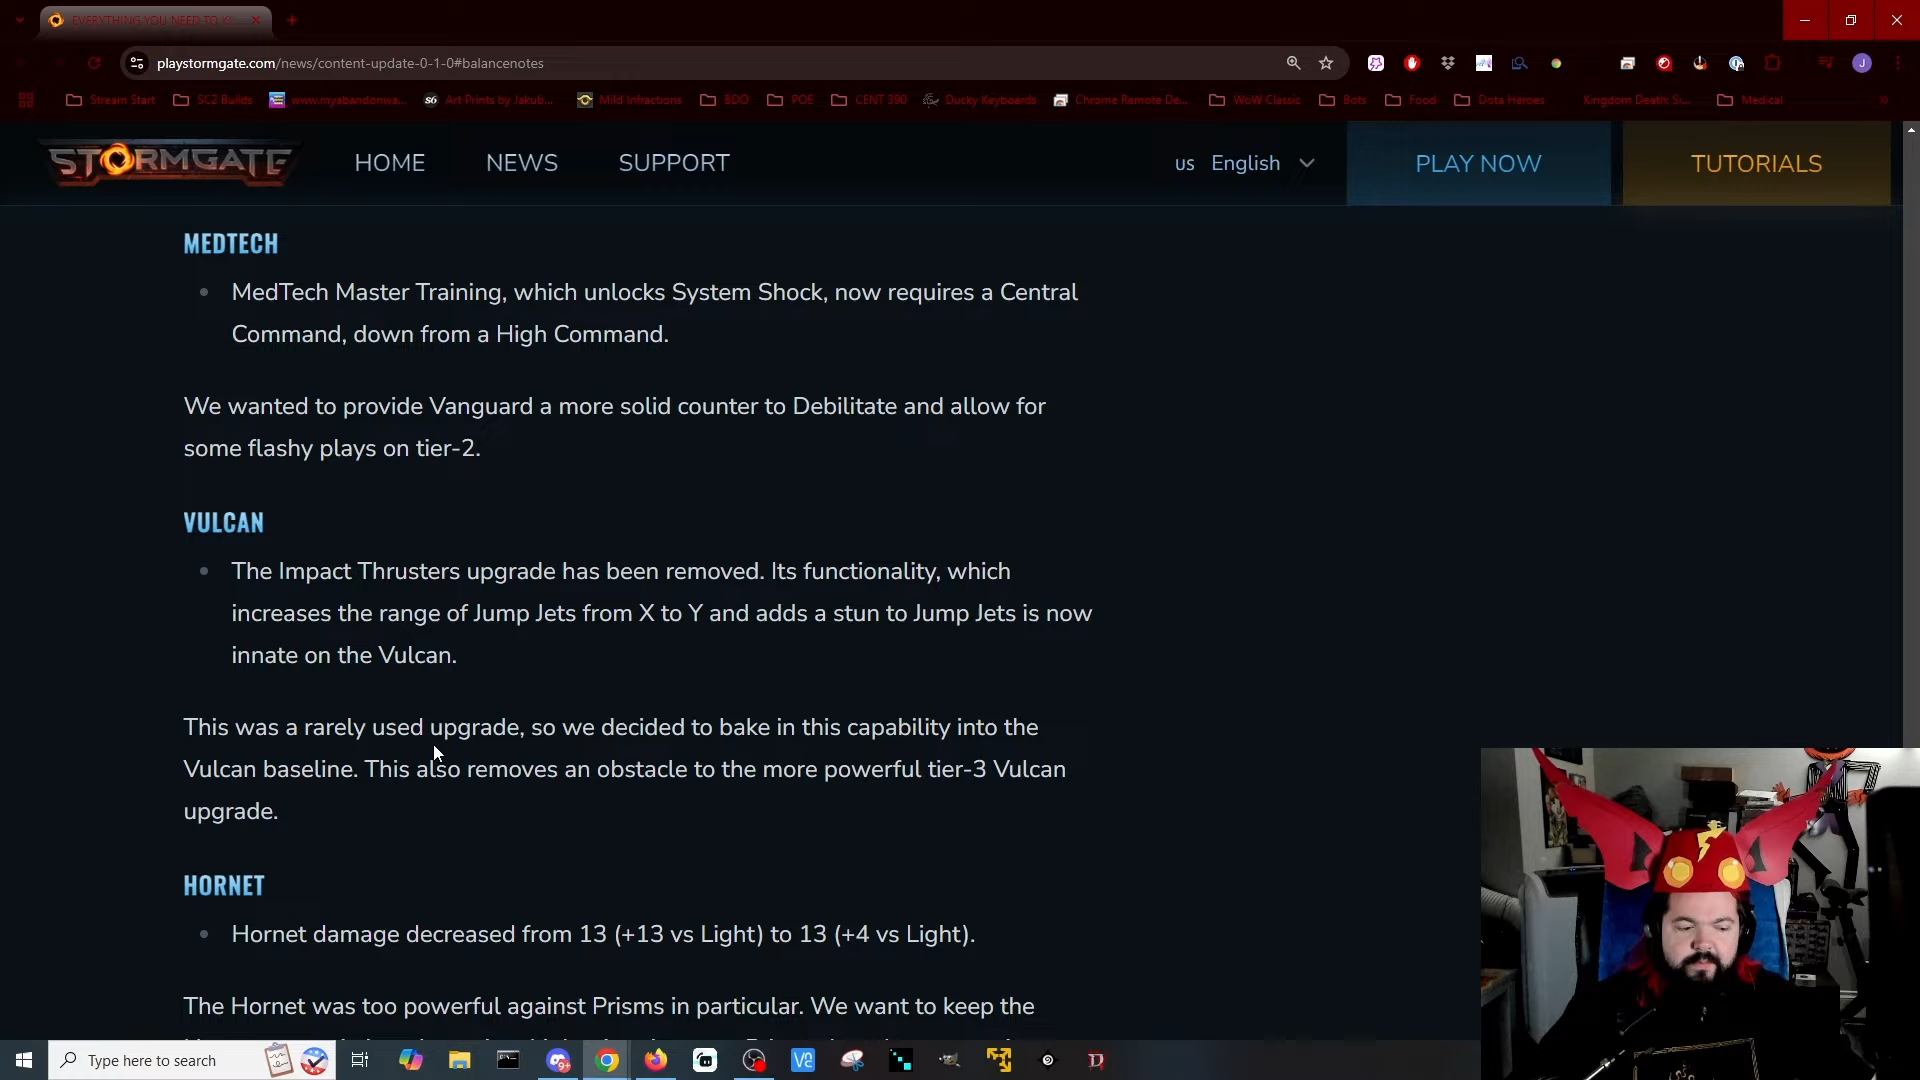 EVERYTHING YOU NEED TO K
playstormgate.com/news/content-update-0-1-0#balancenotes
J
Stream Start
SC2 Builds
www.myabandonwa...
Art Prints by Jakub...
Mild Infractions
BDO
POE
CENT 390
Ducky Keyboards
Chrome Remote De...
WoW Classic
Bots
Food
Dota Heroes
Kingdom Death: S...
Medical
STORMGATE
HOME
NEWS
SUPPORT
us English
PLAY NOW
TUTORIALS
MEDTECH
MedTech Master Training, which unlocks System Shock, now requires a Central
Command, down from a High Command.
We wanted to provide Vanguard a more solid counter to Debilitate and allow for
some flashy plays on tier-2.
VULCAN
The Impact Thrusters upgrade has been removed. Its functionality, which
increases the range of Jump Jets from X to Y and adds a stun to Jump Jets is now
innate on the Vulcan.
This was a rarely used upgrade, so we decided to bake in this capability into the
Vulcan baseline. This also removes an obstacle to the more powerful tier-3 Vulcan
upgrade.
HORNET
Hornet damage decreased from 13 (+13 vs Light) to 13 (+4 vs Light).
The Hornet was too powerful against Prisms in particular. We want to keep the
Type here to search